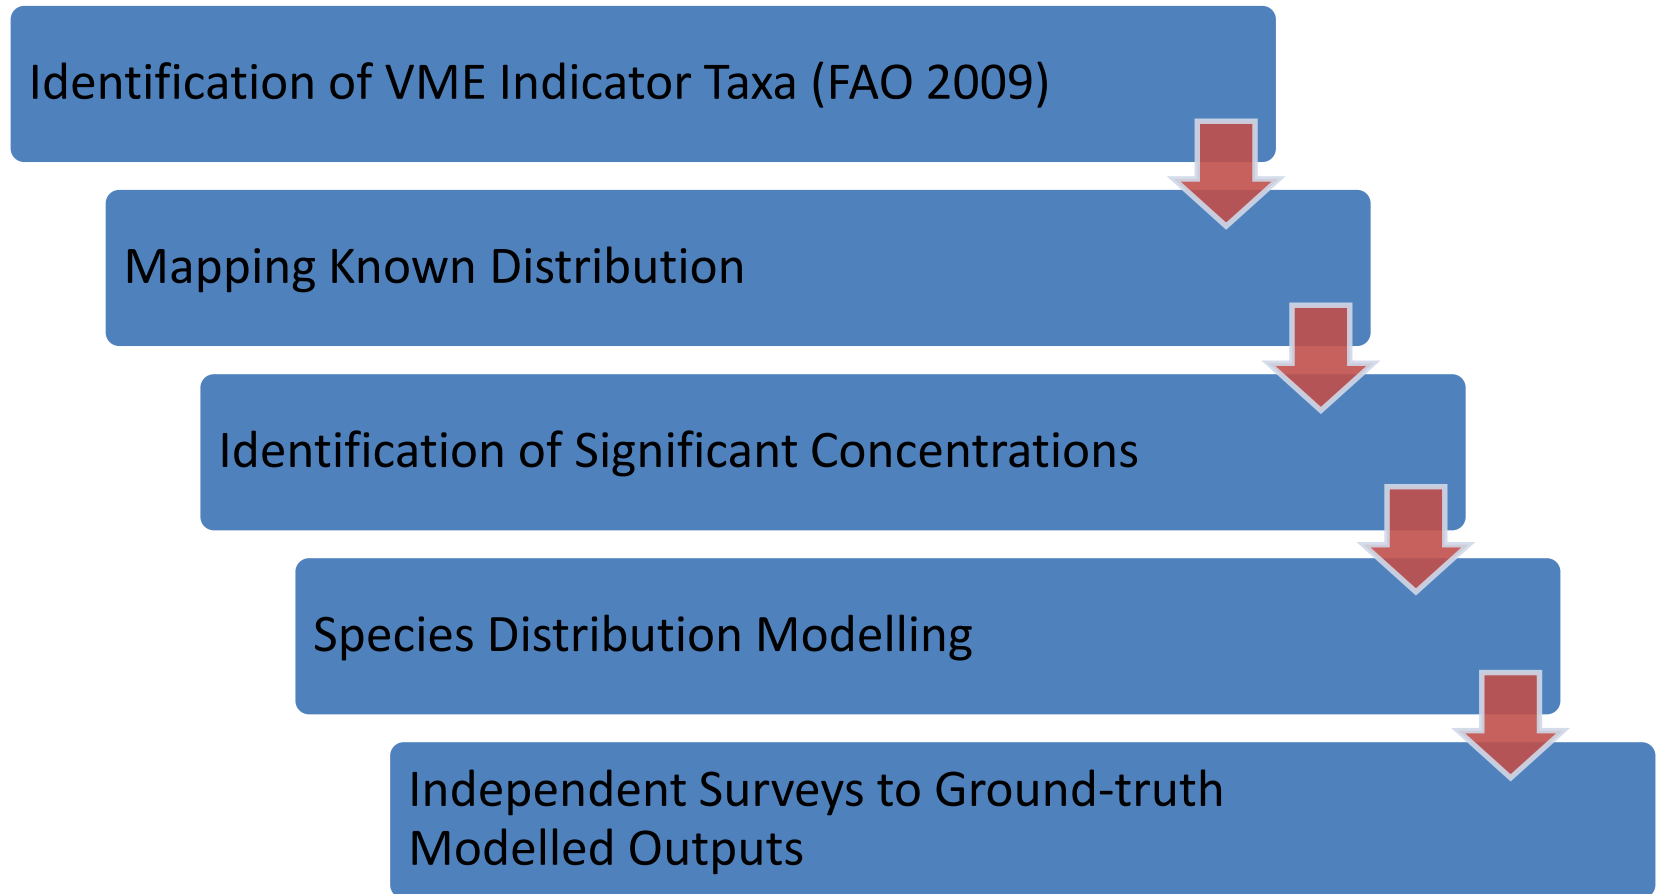 Identification of VME Indicator Taxa (FAO 2009)
Mapping Known Distribution
Identification of Significant Concentrations
Species Distribution Modelling
Independent Surveys to Ground-truth
Modelled Outputs